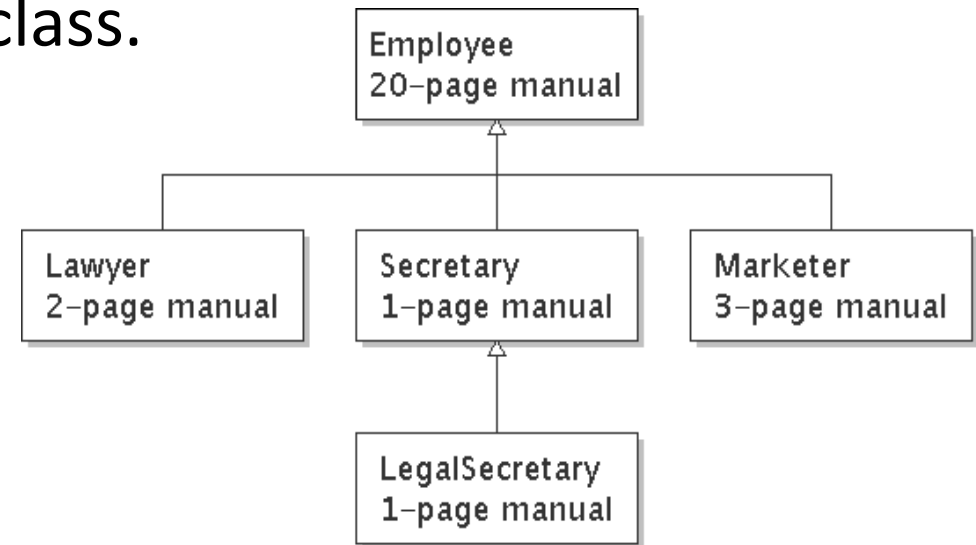 class.
Employee
20-page manual
Lawyer
2-page manual
Secretary
1-page manual
Marketer
3-page manual
LegalSecretary
1-page manual